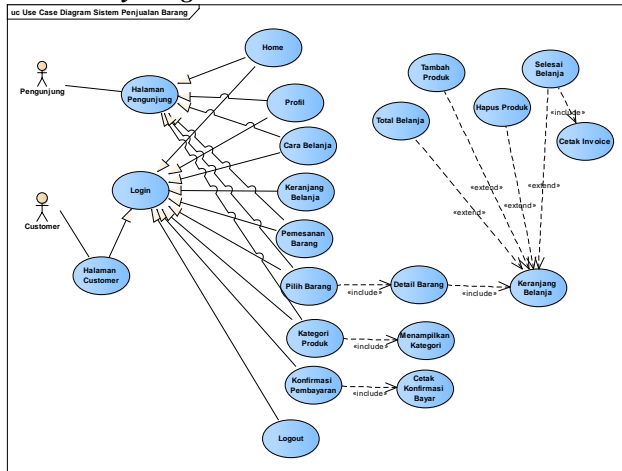 uc Use Case Diagram Sistem Penjualan Barang
Home
Tambah
Produk
Selesai
Belanja
Pengunjung
Halaman
Pengunjung
Profil
Hapus Produk
Total Belanja
«include»
Cetak Invoice
Cara Belanja
Login
Keranjang
Belanja
«extend»
«extend»
«extend»
«extend»
Customer
Pemesanan
Barang
Halaman
Customer
Pilih Barang
«include»
Detail Barang
«include»
Keranjang
Belanja
Kategori
Produk
«include»
Menampilkan
Kategori
Konfirmasi
Pembayaran
«include»
Cetak
Konfirmasi
Bayar
Logout